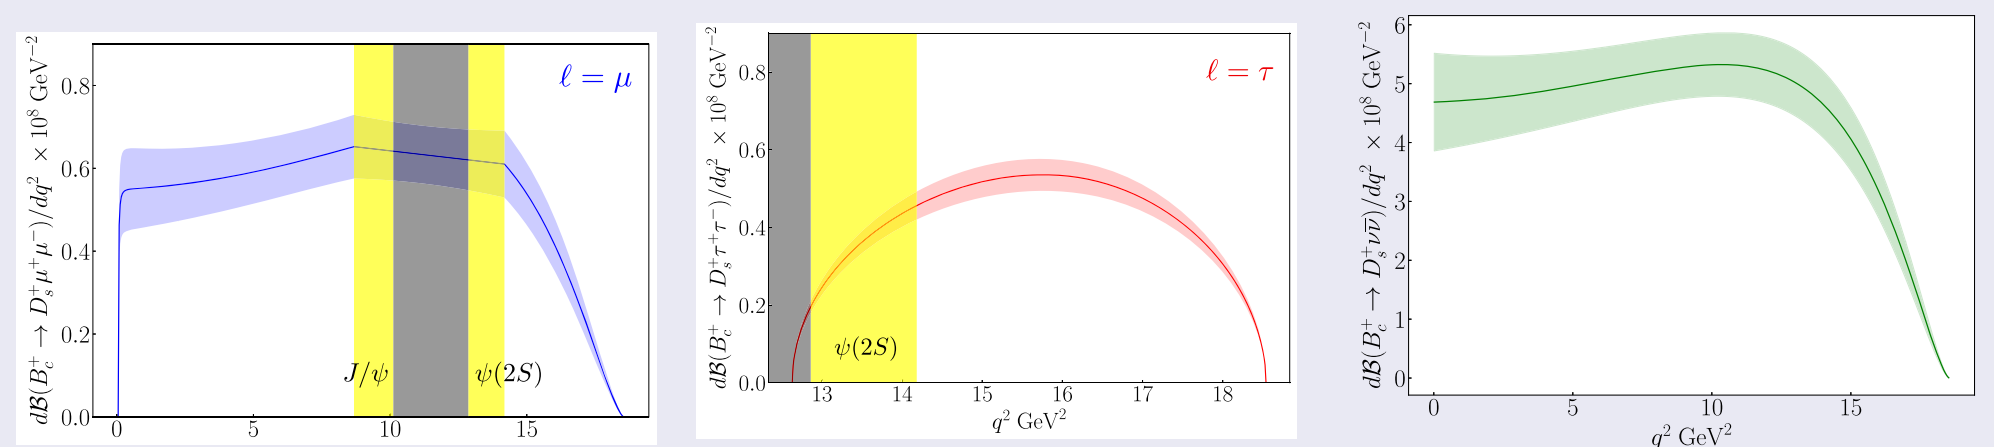 dℬ(B_c^+ → D_s^+ μ^+ μ^−)/dq^2 × 10^8 GeV^−2
0.8
0.6
0.4
0.2
0.0
ℓ = μ
J/ψ
ψ(2S)
0 5 10 15
dℬ(B_c^+ → D_s^+ τ^+ τ^−)/dq^2 × 10^8 GeV^−2
0.8
0.6
0.4
0.2
0.0
ℓ = τ
ψ(2S)
13 14 15 16 17 18
q^2 GeV^2
dℬ(B_c^+ → D_s^+ νν̅)/dq^2 × 10^8 GeV^−2
6
5
4
3
2
1
0
0 5 10 15
q^2 GeV^2